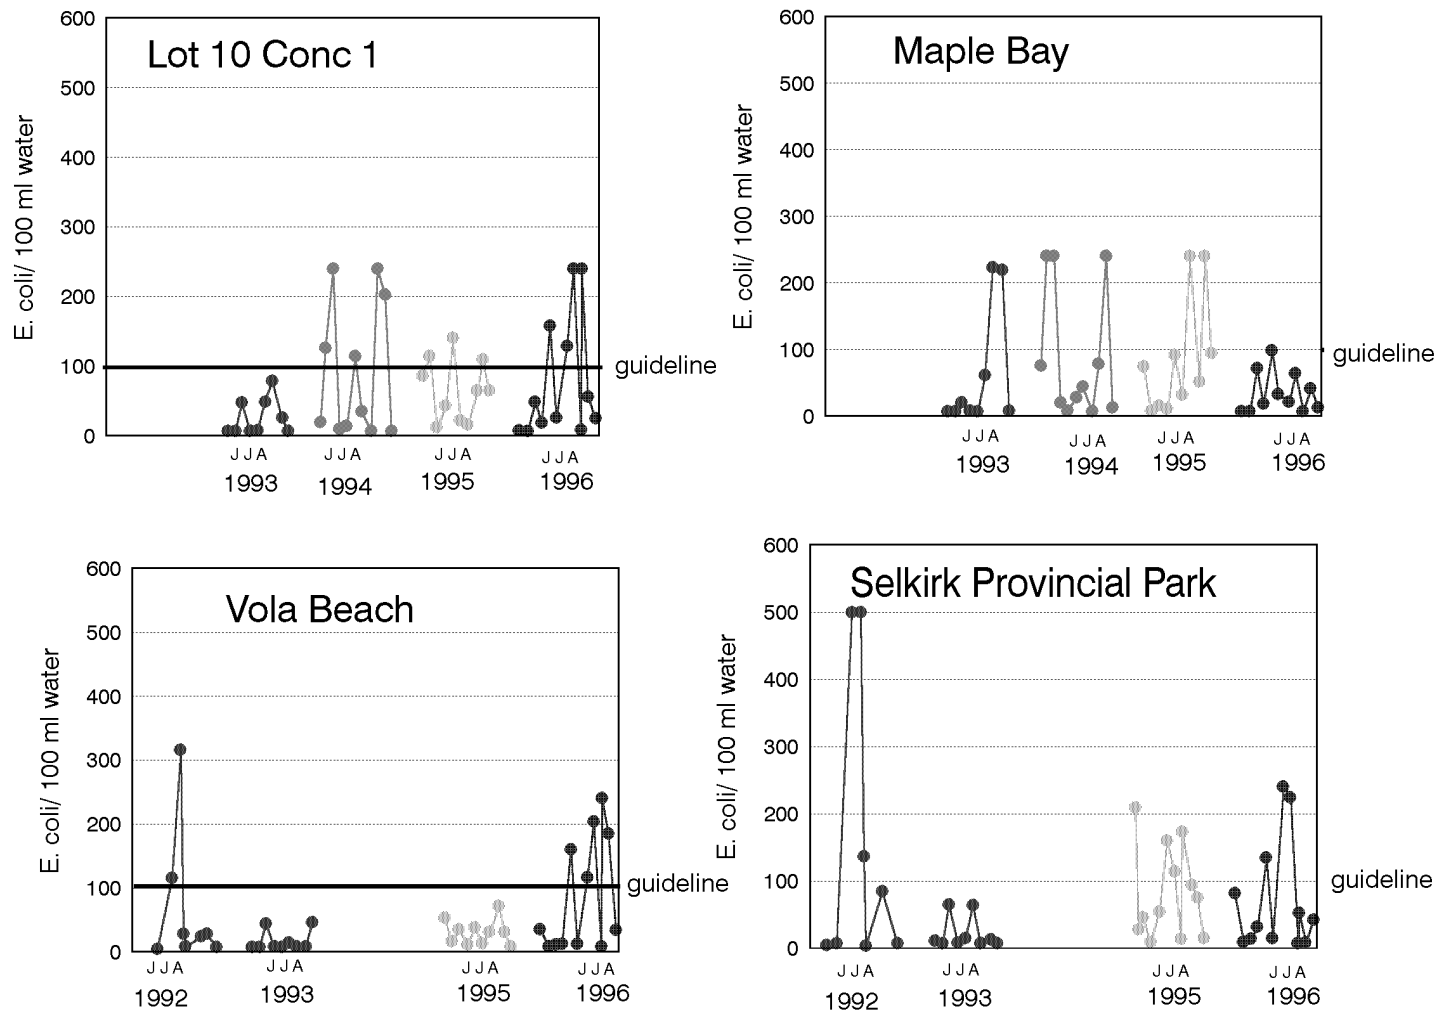 Lot 10 Conc 1
E. coli/ 100 ml water
600
500
400
300
200
100
0
guideline
J J A
J J A
J J A
J J A
1993
1994
1995
1996
Maple Bay
E. coli/ 100 ml water
600
500
400
300
200
100
0
guideline
J J A
J J A
J J A
J J A
1993
1994
1995
1996
Vola Beach
E. coli/ 100 ml water
600
500
400
300
200
100
0
guideline
J J A
J J A
J J A
J J A
1992
1993
1995
1996
Selkirk Provincial Park
E. coli/ 100 ml water
600
500
400
300
200
100
0
guideline
J J A
J J A
J J A
J J A
1992
1993
1995
1996